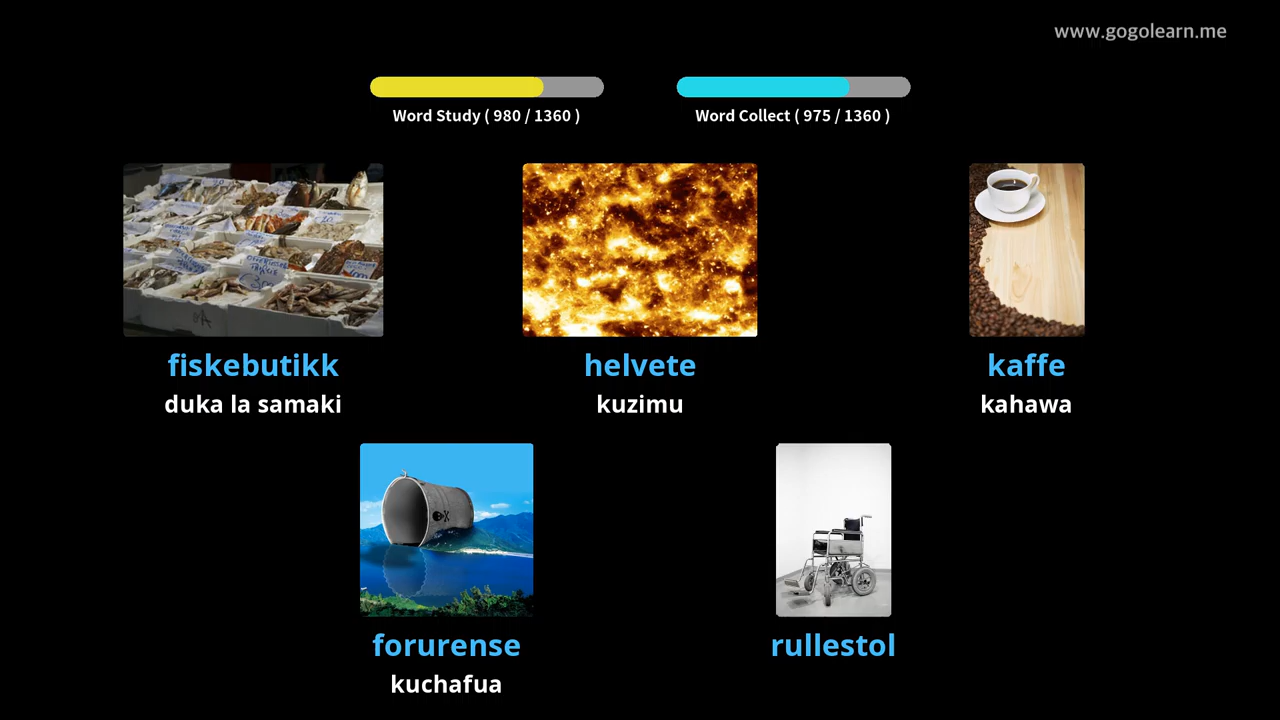 www.gogolearn.me
Word Study ( 980 / 1360 )
Word Collect ( 975 / 1360 )
fiskebutikk
duka la samaki
helvete
kuzimu
kaffe
kahawa
forurense
kuchafua
rullestol